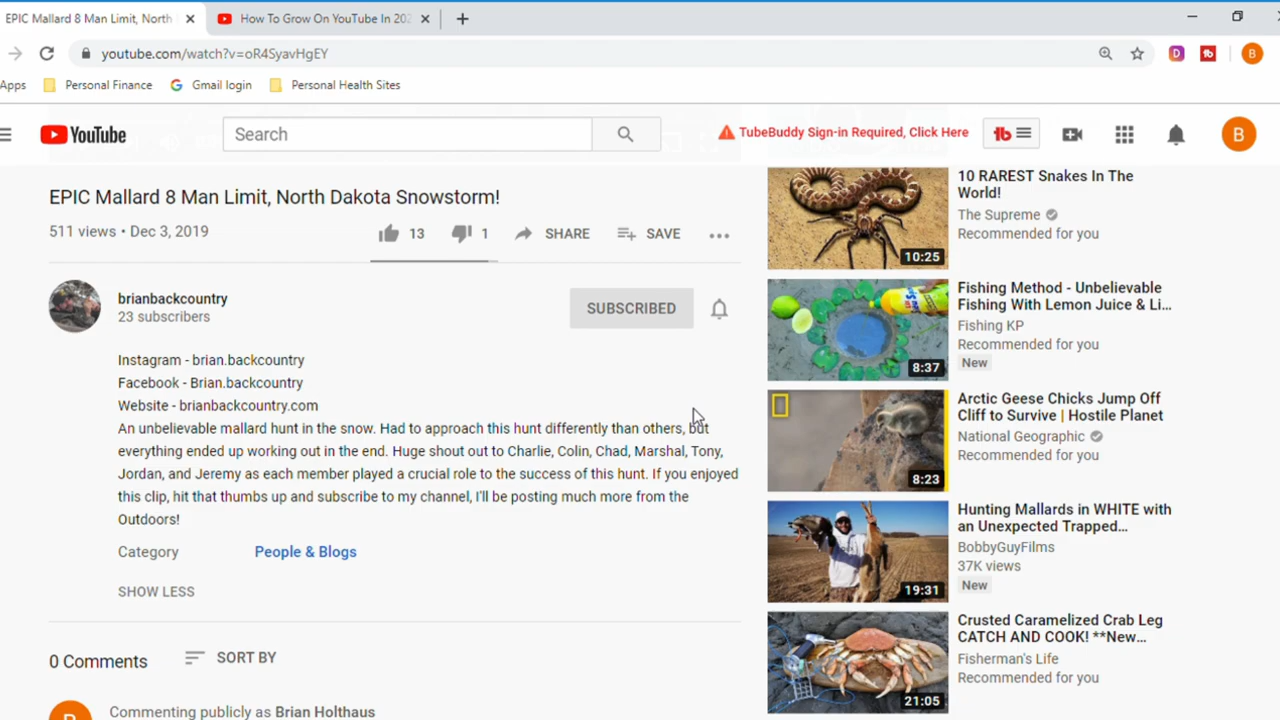 EPIC Mallard 8 Man Limit, North
How To Grow On YouTube In 202
youtube.com/watch?v=oR4SyavHgEY
B
Apps
Personal Finance
Gmail login
Personal Health Sites
YouTube
Search
TubeBuddy Sign-in Required, Click Here
B
EPIC Mallard 8 Man Limit, North Dakota Snowstorm!
511 views • Dec 3, 2019
13
1
SHARE
SAVE
brianbackcountry
23 subscribers
SUBSCRIBED
Instagram - brian.backcountry
Facebook - Brian.backcountry
Website - brianbackcountry.com
An unbelievable mallard hunt in the snow. Had to approach this hunt differently than others, but
everything ended up working out in the end. Huge shout out to Charlie, Colin, Chad, Marshal, Tony,
Jordan, and Jeremy as each member played a crucial role to the success of this hunt. If you enjoyed
this clip, hit that thumbs up and subscribe to my channel, I'll be posting much more from the
Outdoors!
Category
People & Blogs
SHOW LESS
0 Comments
SORT BY
B
Commenting publicly as Brian Holthaus
10 RAREST Snakes In The
World!
The Supreme
Recommended for you
10:25
Fishing Method - Unbelievable
Fishing With Lemon Juice & Li...
Fishing KP
Recommended for you
New
8:37
Arctic Geese Chicks Jump Off
Cliff to Survive | Hostile Planet
National Geographic
Recommended for you
8:23
Hunting Mallards in WHITE with
an Unexpected Trapped...
BobbyGuyFilms
37K views
New
19:31
Crusted Caramelized Crab Leg
CATCH AND COOK! **New...
Fisherman's Life
Recommended for you
21:05